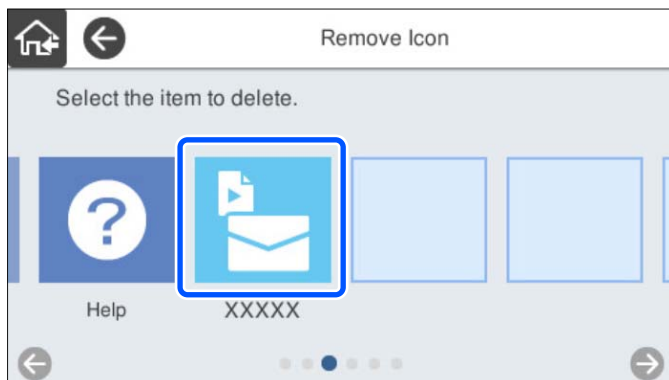 Remove Icon
Select the item to delete.
?
Help
XXXXX